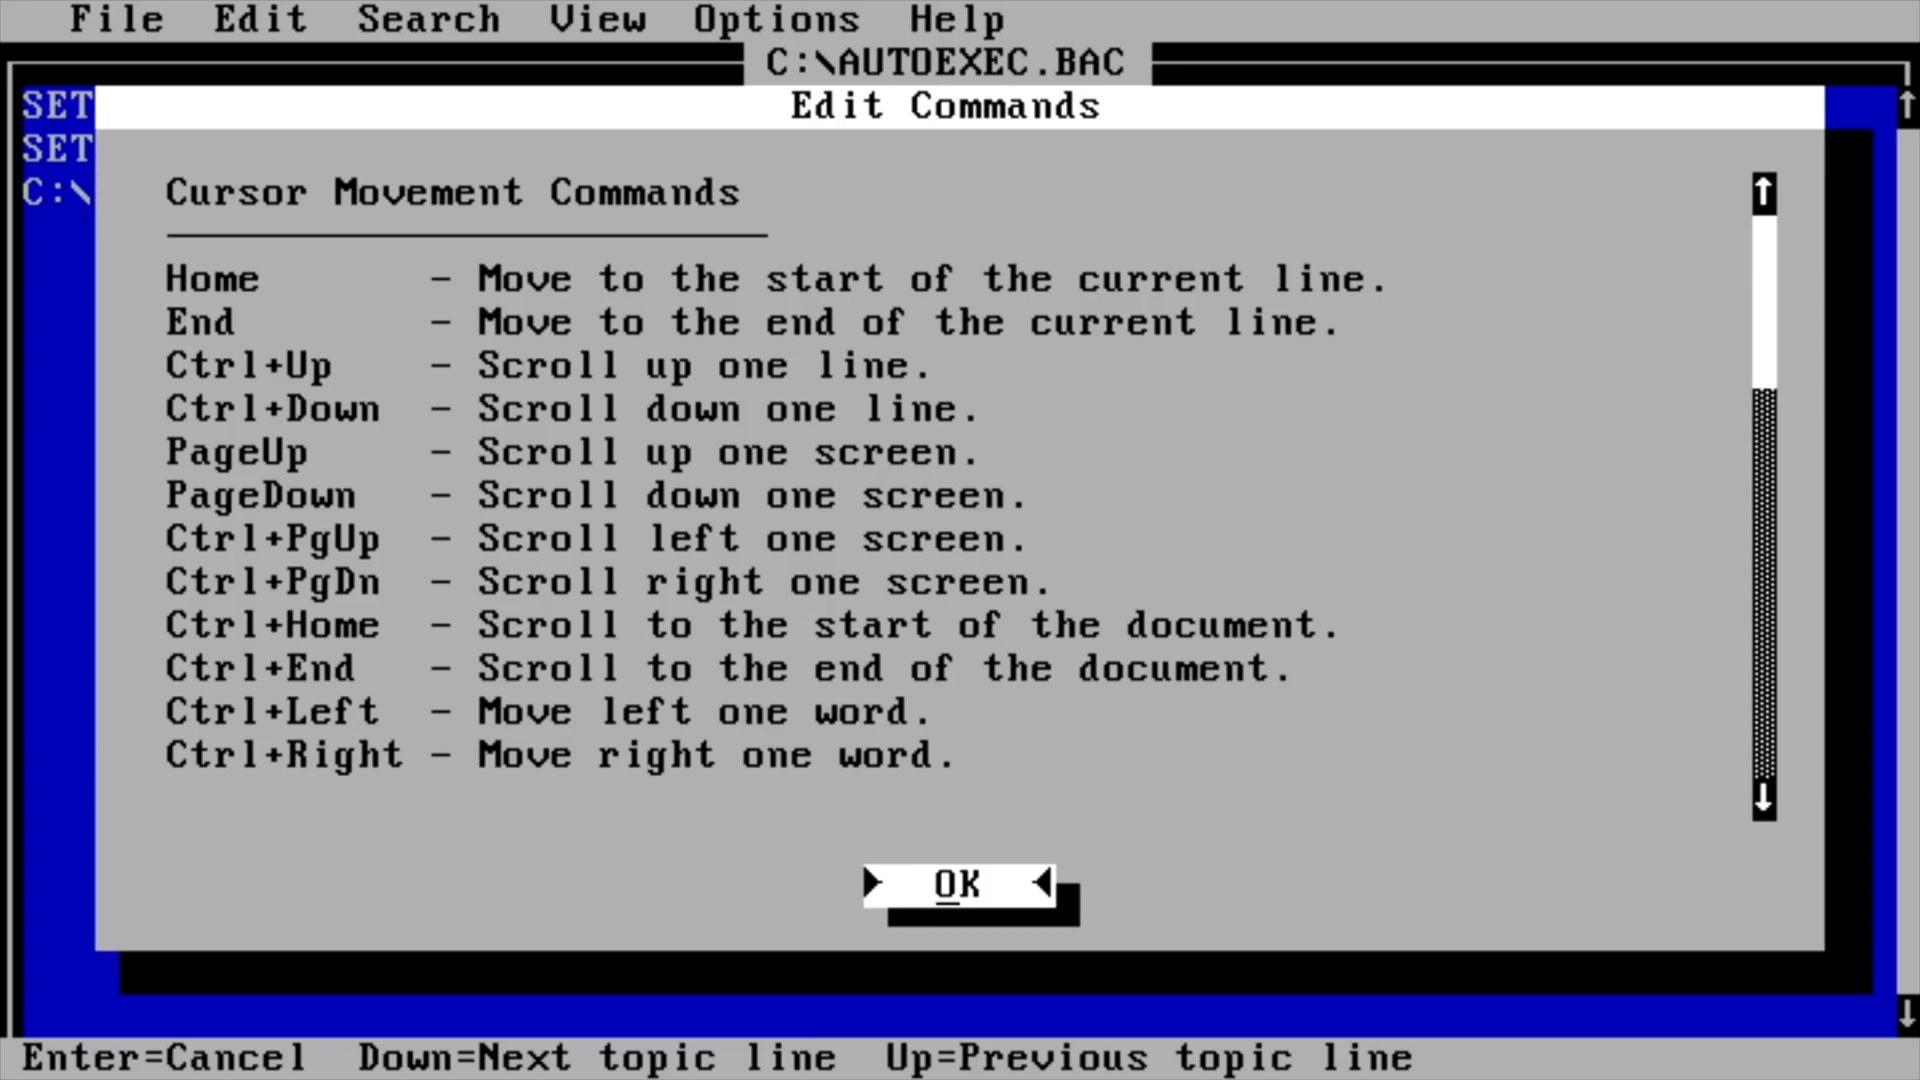 File Edit Search View Options Help
C:\AUTOEXEC.BAC
Edit Commands
SET
SET
C:\
Cursor Movement Commands
Home - Move to the start of the current line.
End - Move to the end of the current line.
Ctrl+Up - Scroll up one line.
Ctrl+Down - Scroll down one line.
PageUp - Scroll up one screen.
PageDown - Scroll down one screen.
Ctrl+PgUp - Scroll left one screen.
Ctrl+PgDn - Scroll right one screen.
Ctrl+Home - Scroll to the start of the document.
Ctrl+End - Scroll to the end of the document.
Ctrl+Left - Move left one word.
Ctrl+Right - Move right one word.
OK
Enter=Cancel Down=Next topic line Up=Previous topic line